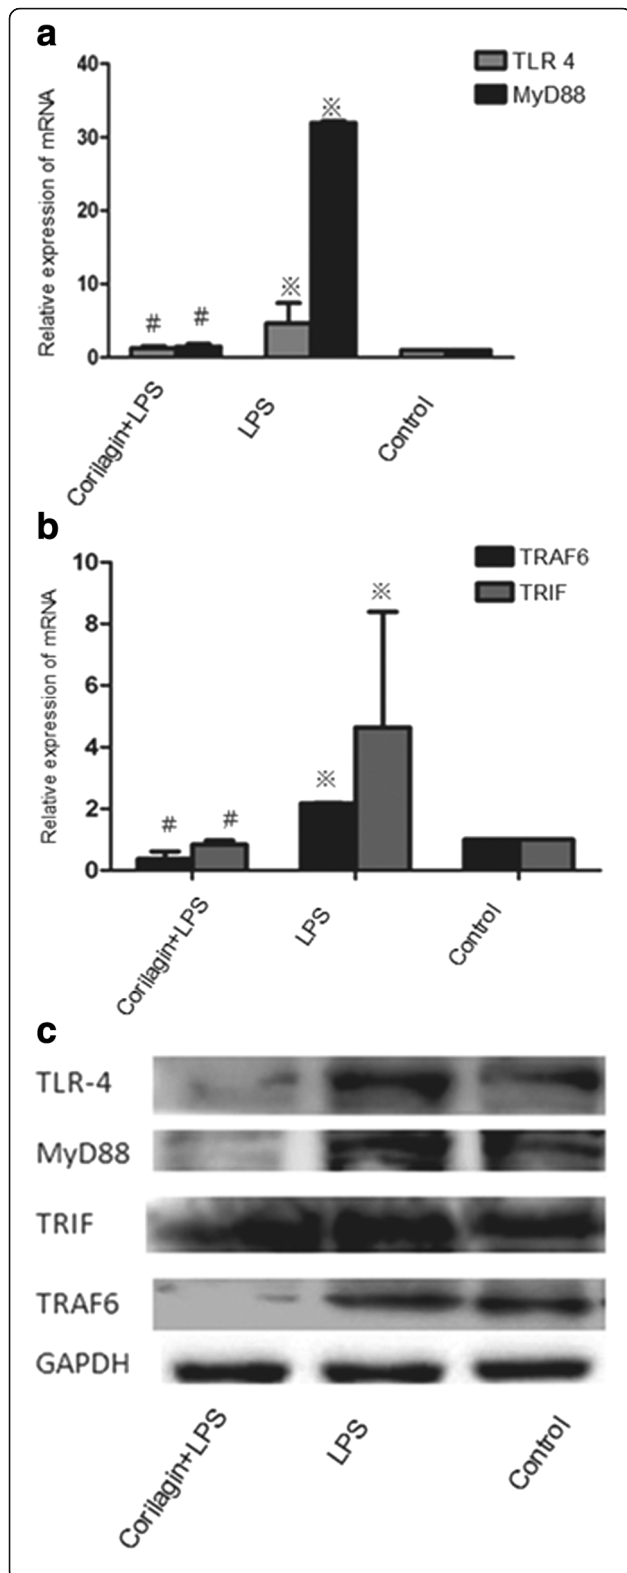 a
TLR 4
MyD88
Relative expression of mRNA
40
30
20
10
0
# # ※ ※
Corilagin+LPS
LPS
Control
b
TRAF6
TRIF
Relative expression of mRNA
10
8
6
4
2
0
# # ※ ※
Corilagin+LPS
LPS
Control
c
TLR-4
MyD88
TRIF
TRAF6
GAPDH
Corilagin+LPS
LPS
Control